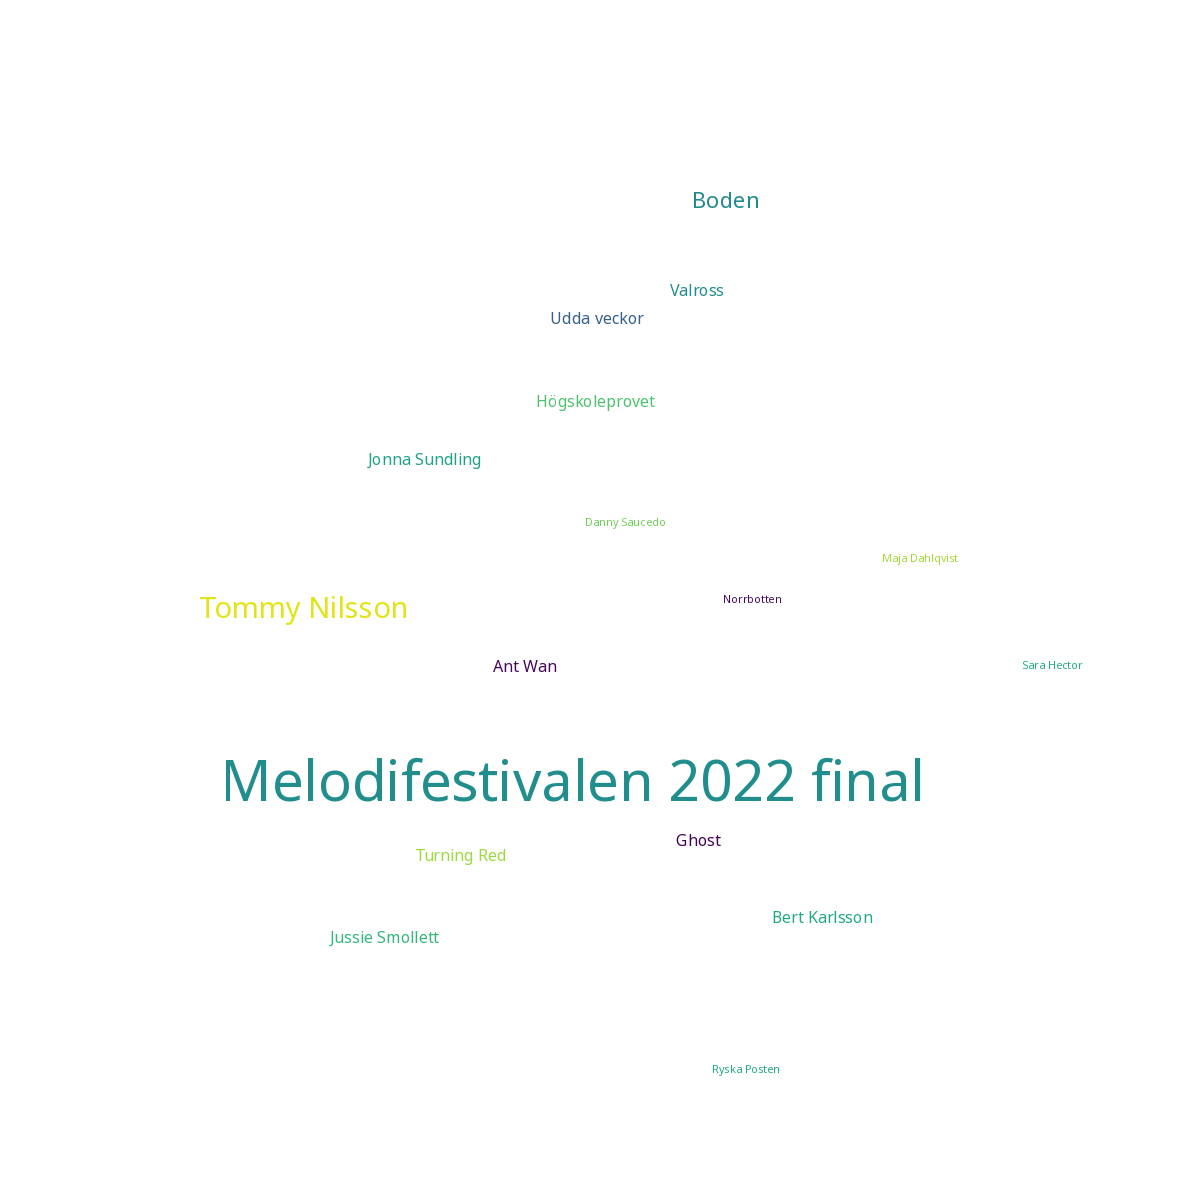 Boden
Valross
Udda veckor
Högskoleprovet
Jonna Sundling
Danny Saucedo
Maja Dahlqvist
Norrbotten
Tommy Nilsson
Ant Wan
Sara Hector
Melodifestivalen 2022 final
Ghost
Turning Red
Bert Karlsson
Jussie Smollett
Ryska Posten